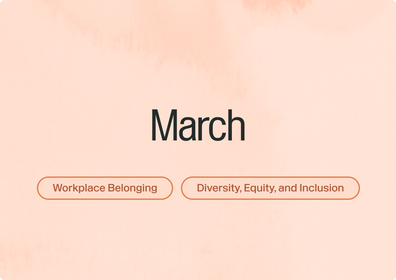 March
Workplace Belonging
Diversity, Equity, and Inclusion